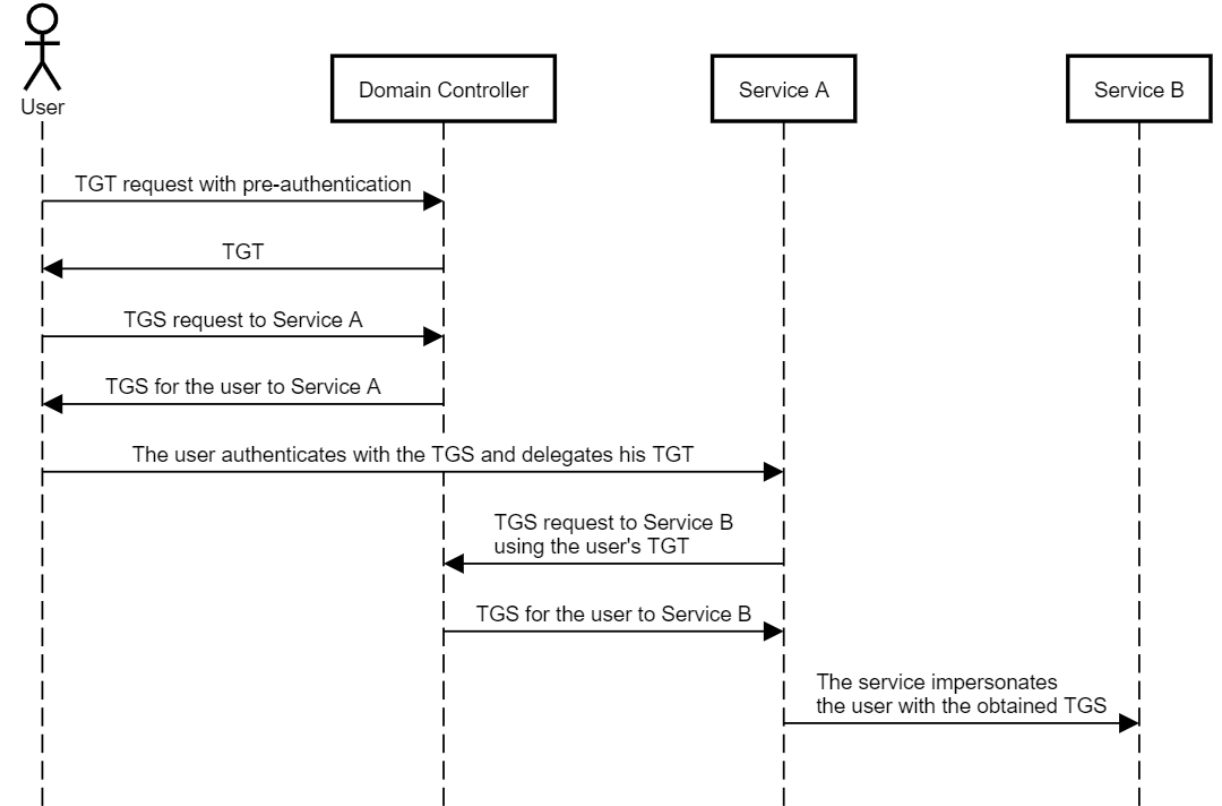 User
Domain Controller
Service A
Service B
TGT request with pre-authentication
TGT
TGS request to Service A
TGS for the user to Service A
The user authenticates with the TGS and delegates his TGT
TGS request to Service B
using the user's TGT
TGS for the user to Service B
The service impersonates
the user with the obtained TGS